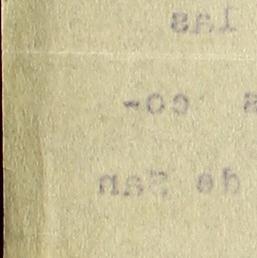 las
s co-
de San